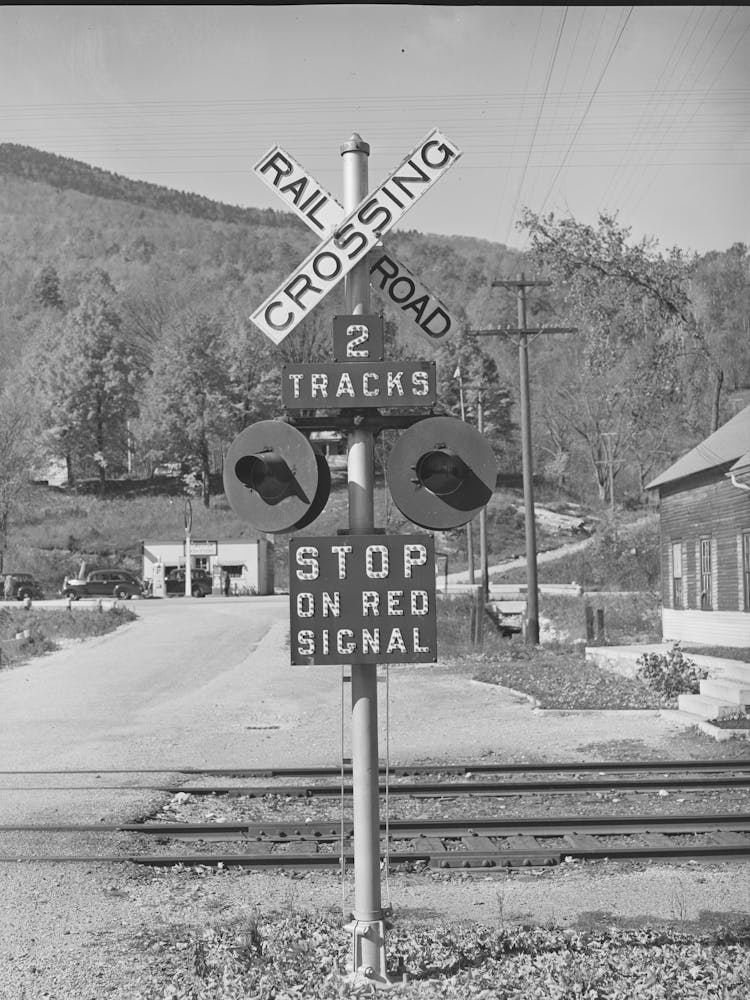 RAIL ROAD
CROSSING
2
TRACKS
STOP
ON RED
SIGNAL